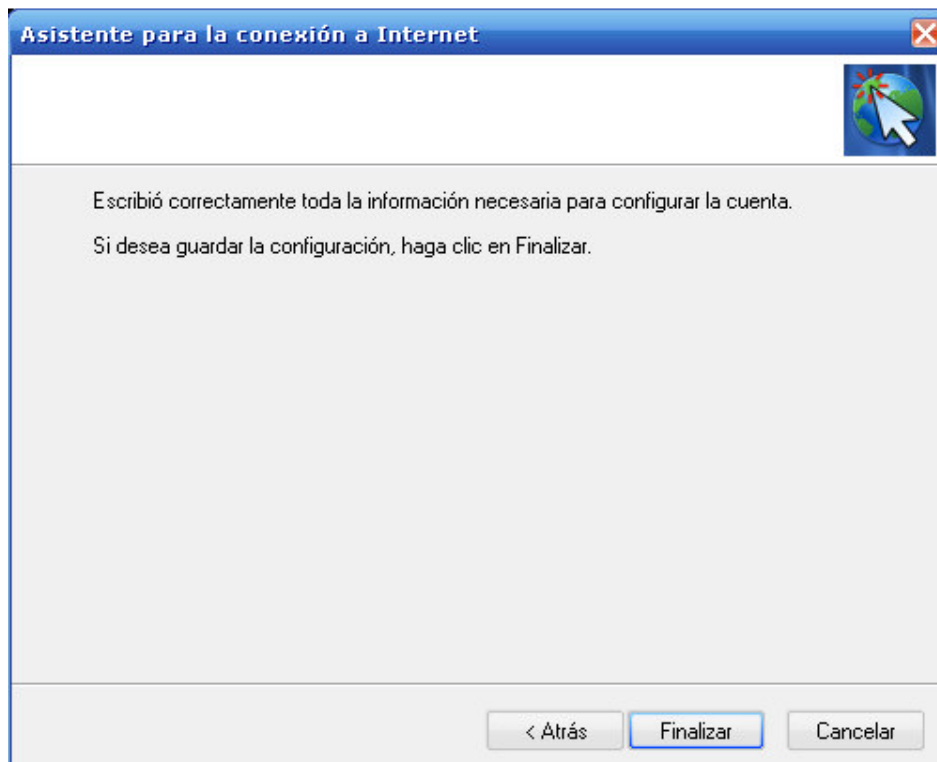 Asistente para la conexión a Internet
Escribió correctamente toda la información necesaria para configurar la cuenta.
Si desea guardar la configuración, haga clic en Finalizar.
< Atrás
Finalizar
Cancelar